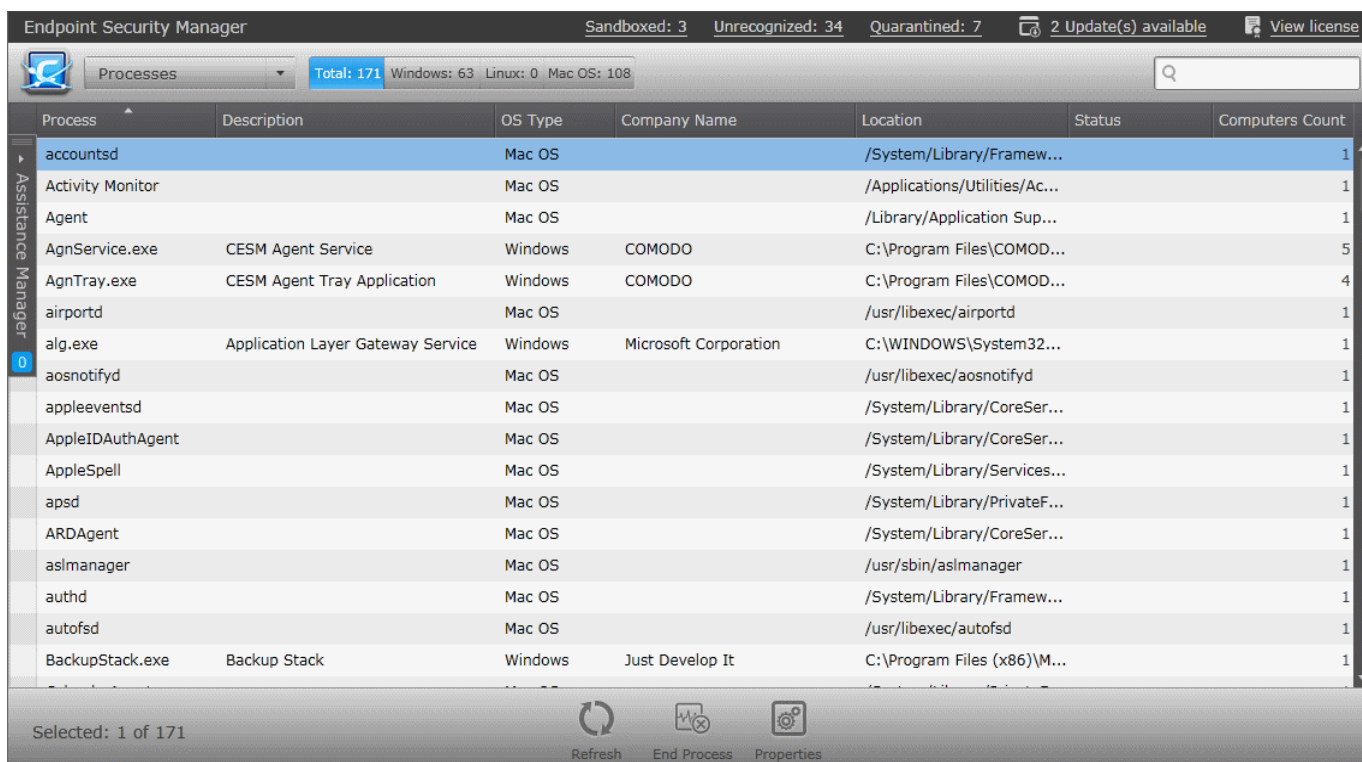 Endpoint Security Manager Sandboxed: 3 Unrecognized: 34 Quarantined: 7 2 Update(s) available View license
Processes Total: 171 Windows: 63 Linux: 0 Mac OS: 108
Process Description OS Type Company Name Location Status Computers Count
accountsd Mac OS /System/Library/Framew... 1
Activity Monitor Mac OS /Applications/Utilities/Ac... 1
Agent Mac OS /Library/Application Sup... 1
AgnService.exe CESM Agent Service Windows COMODO C:\Program Files\COMOD... 5
AgnTray.exe CESM Agent Tray Application Windows COMODO C:\Program Files\COMOD... 4
airportd Mac OS /usr/libexec/airportd 1
alg.exe Application Layer Gateway Service Windows Microsoft Corporation C:\WINDOWS\System32... 1
aosnotifyd Mac OS /usr/libexec/aosnotifyd 1
appleeventsd Mac OS /System/Library/CoreSer... 1
AppleIDAuthAgent Mac OS /System/Library/CoreSer... 1
AppleSpell Mac OS /System/Library/Services... 1
apsd Mac OS /System/Library/PrivateF... 1
ARDAgent Mac OS /System/Library/CoreSer... 1
aslmanager Mac OS /usr/sbin/aslmanager 1
authd Mac OS /System/Library/Framew... 1
autofsd Mac OS /usr/libexec/autofsd 1
BackupStack.exe Backup Stack Windows Just Develop It C:\Program Files (x86)\M... 1
Assistance Manager
0
Selected: 1 of 171
Refresh End Process Properties